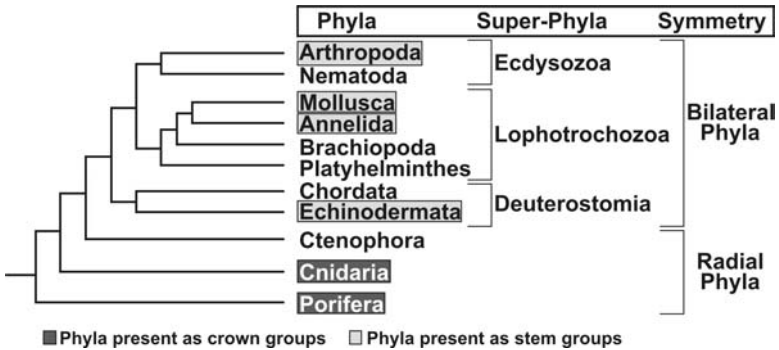 Phyla Super-Phyla Symmetry
Arthropoda
Nematoda
Ecdysozoa
Mollusca
Annelida
Brachiopoda
Platyhelminthes
Lophotrochozoa
Chordata
Echinodermata
Deuterostomia
Bilateral
Phyla
Ctenophora
Cnidaria
Porifera
Radial
Phyla
Phyla present as crown groups Phyla present as stem groups